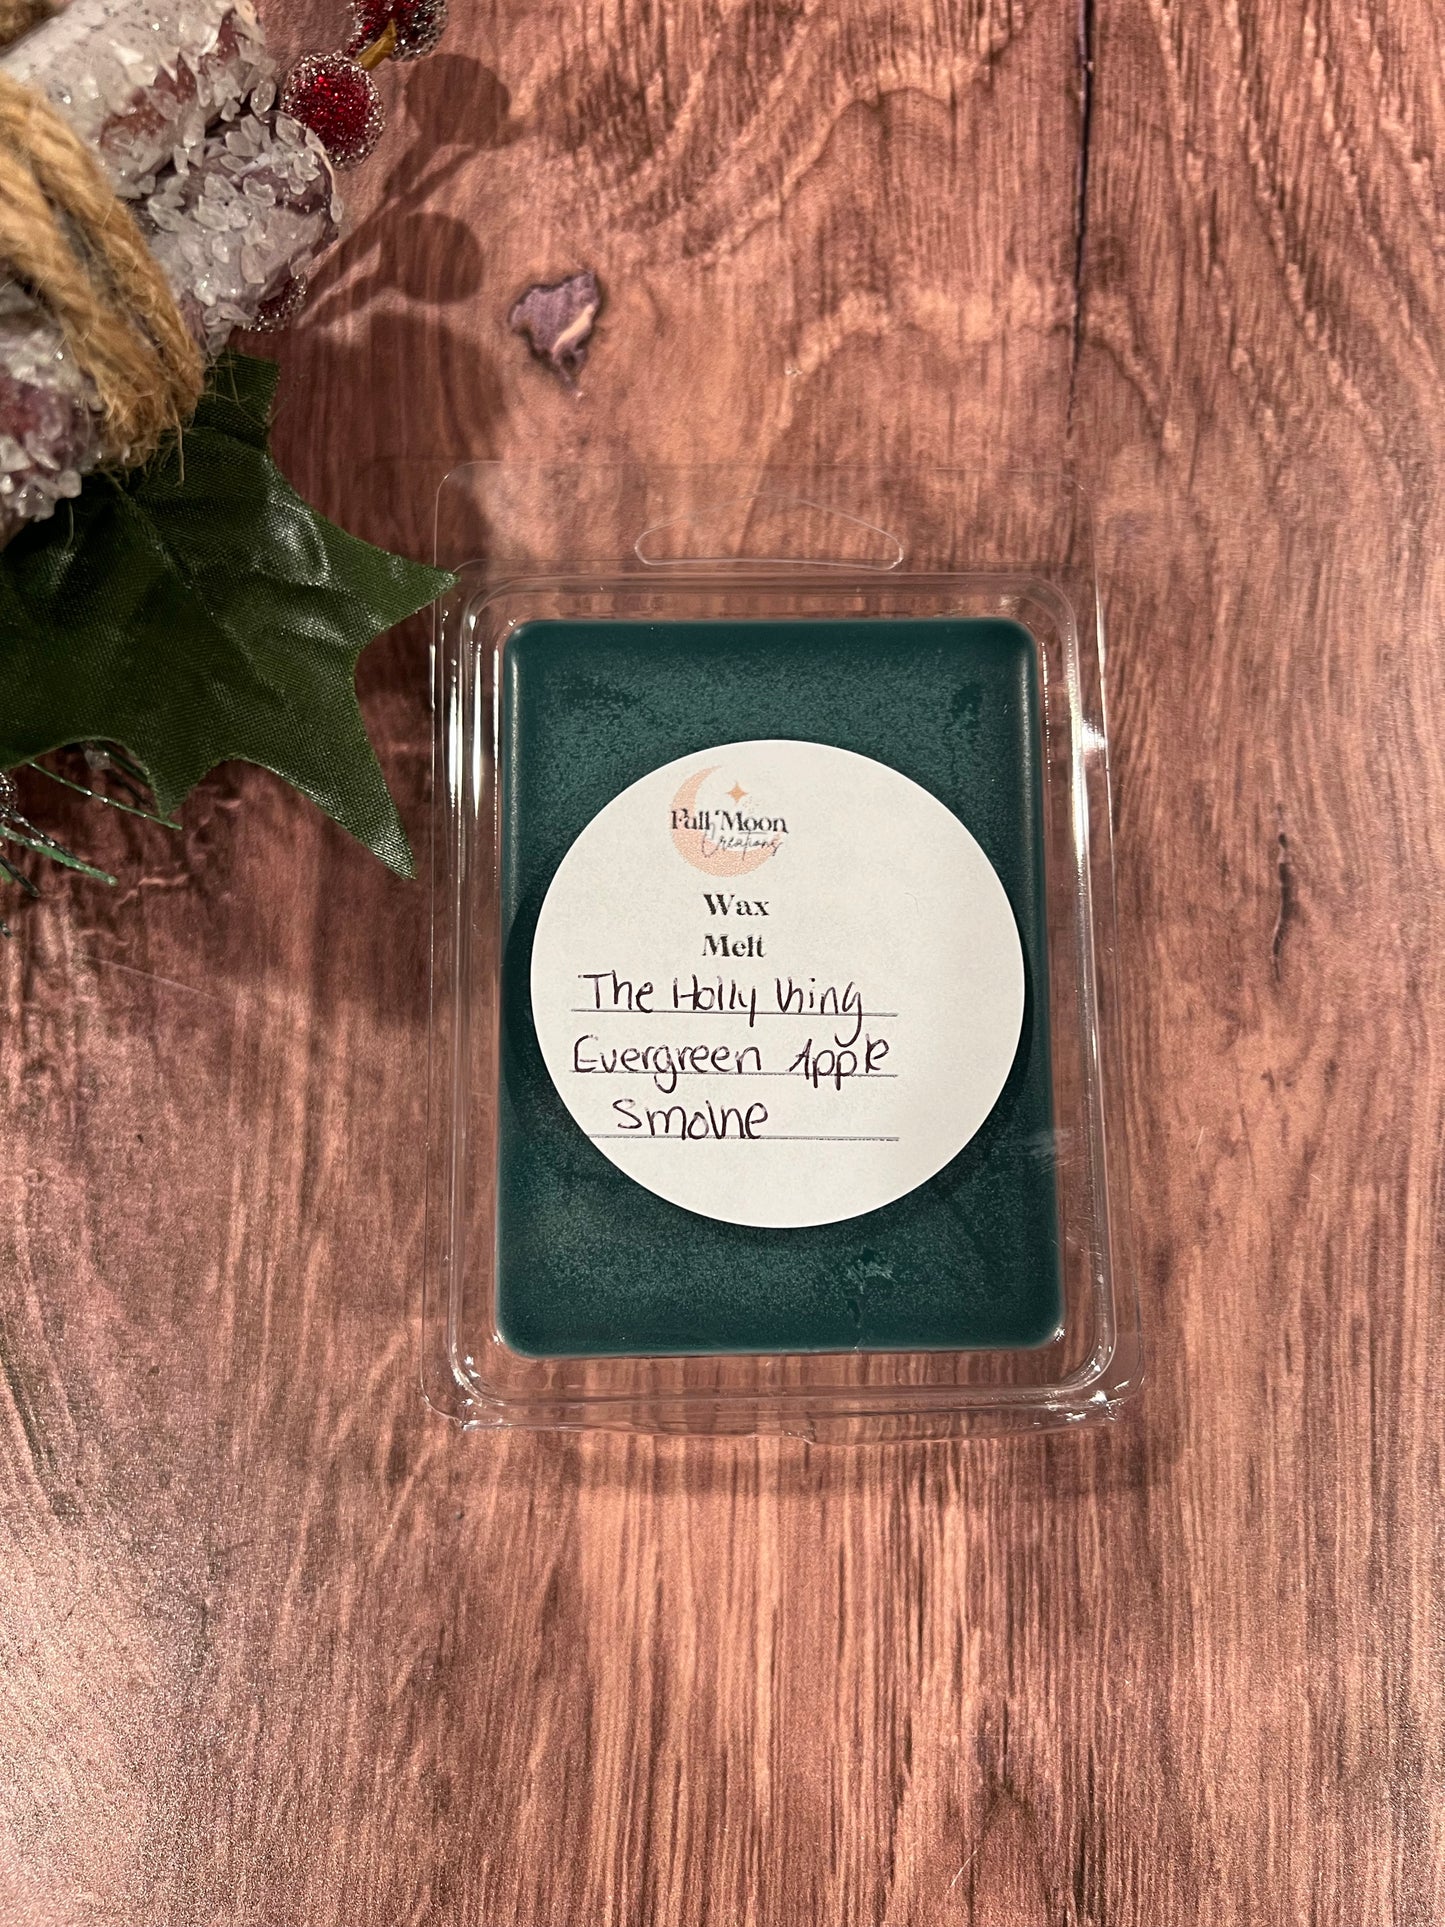 Full Moon
Creations
Wax
Melt
The Holly King
Evergreen Apple
Smoke